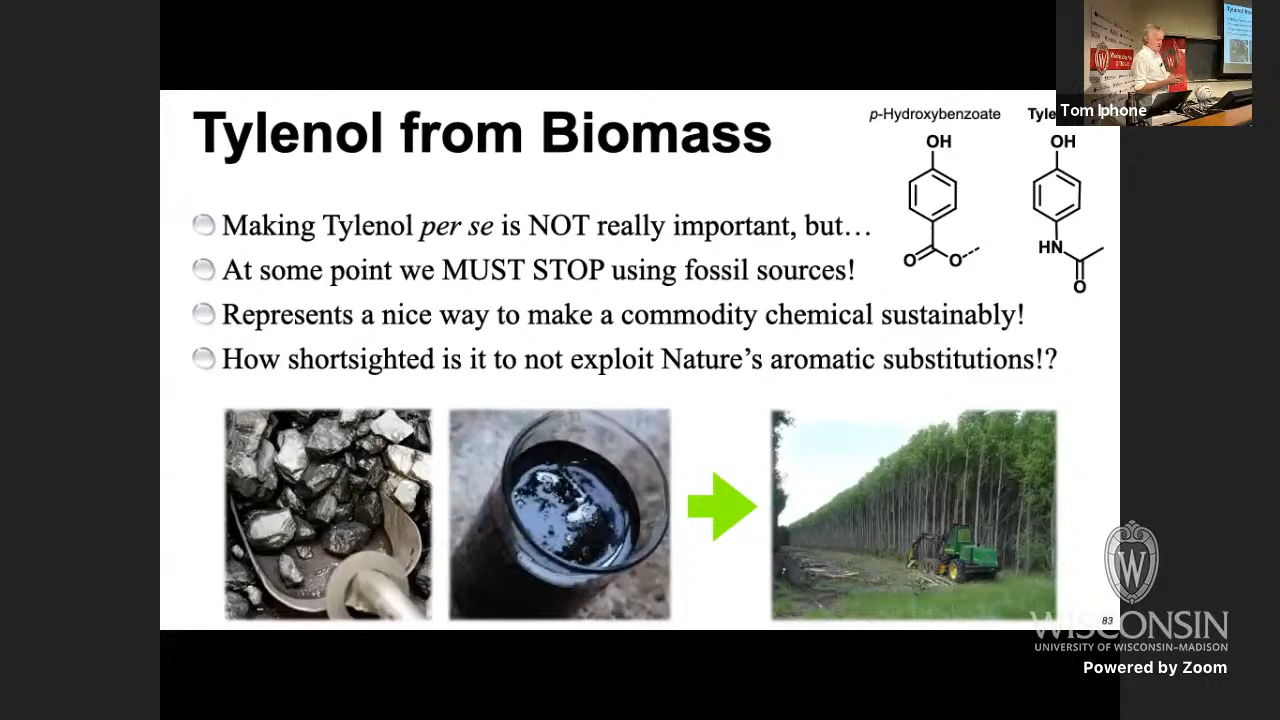 Tylenol from Biomass
p-Hydroxybenzoate
Tyle
OH
OH
O
O
HN
O
Making Tylenol per se is NOT really important, but…
At some point we MUST STOP using fossil sources!
Represents a nice way to make a commodity chemical sustainably!
How shortsighted is it to not exploit Nature's aromatic substitutions!?
83
Tom Iphone
W
WISCONSIN
UNIVERSITY OF WISCONSIN–MADISON
Powered by Zoom